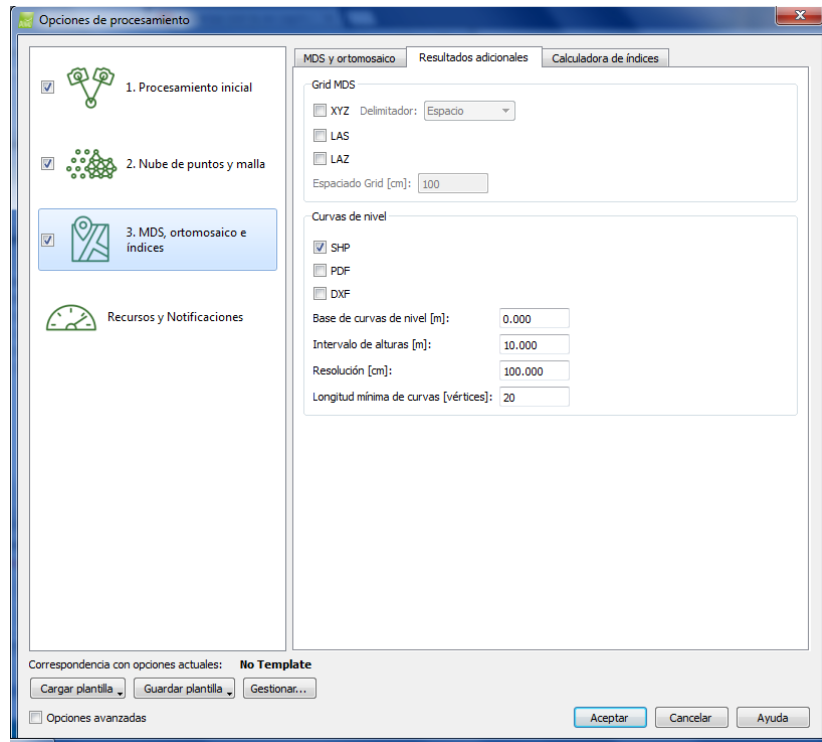 Opciones de procesamiento
1. Procesamiento inicial
2. Nube de puntos y malla
3. MDS, ortomosaico e
índices
Recursos y Notificaciones
MDS y ortomosaico Resultados adicionales Calculadora de índices
Grid MDS
XYZ Delimitador: Espacio
LAS
LAZ
Espaciado Grid [cm]: 100
Curvas de nivel
SHP
PDF
DXF
Base de curvas de nivel [m]: 0.000
Intervalo de alturas [m]: 10.000
Resolución [cm]: 100.000
Longitud mínima de curvas [vértices]: 20
Correspondencia con opciones actuales: No Template
Cargar plantilla Guardar plantilla Gestionar...
Opciones avanzadas
Aceptar Cancelar Ayuda